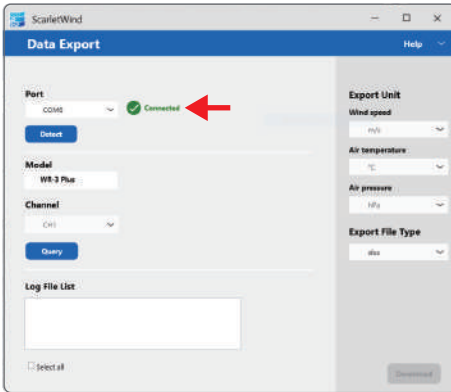 ScarletWind
Data Export
Help
Port
COM6
Connected
Detect
Model
WR-3 Plus
Channel
CH1
Query
Log File List
Select all
Export Unit
Wind speed
m/s
Air temperature
°C
Air pressure
hPa
Export File Type
xlsx
Download